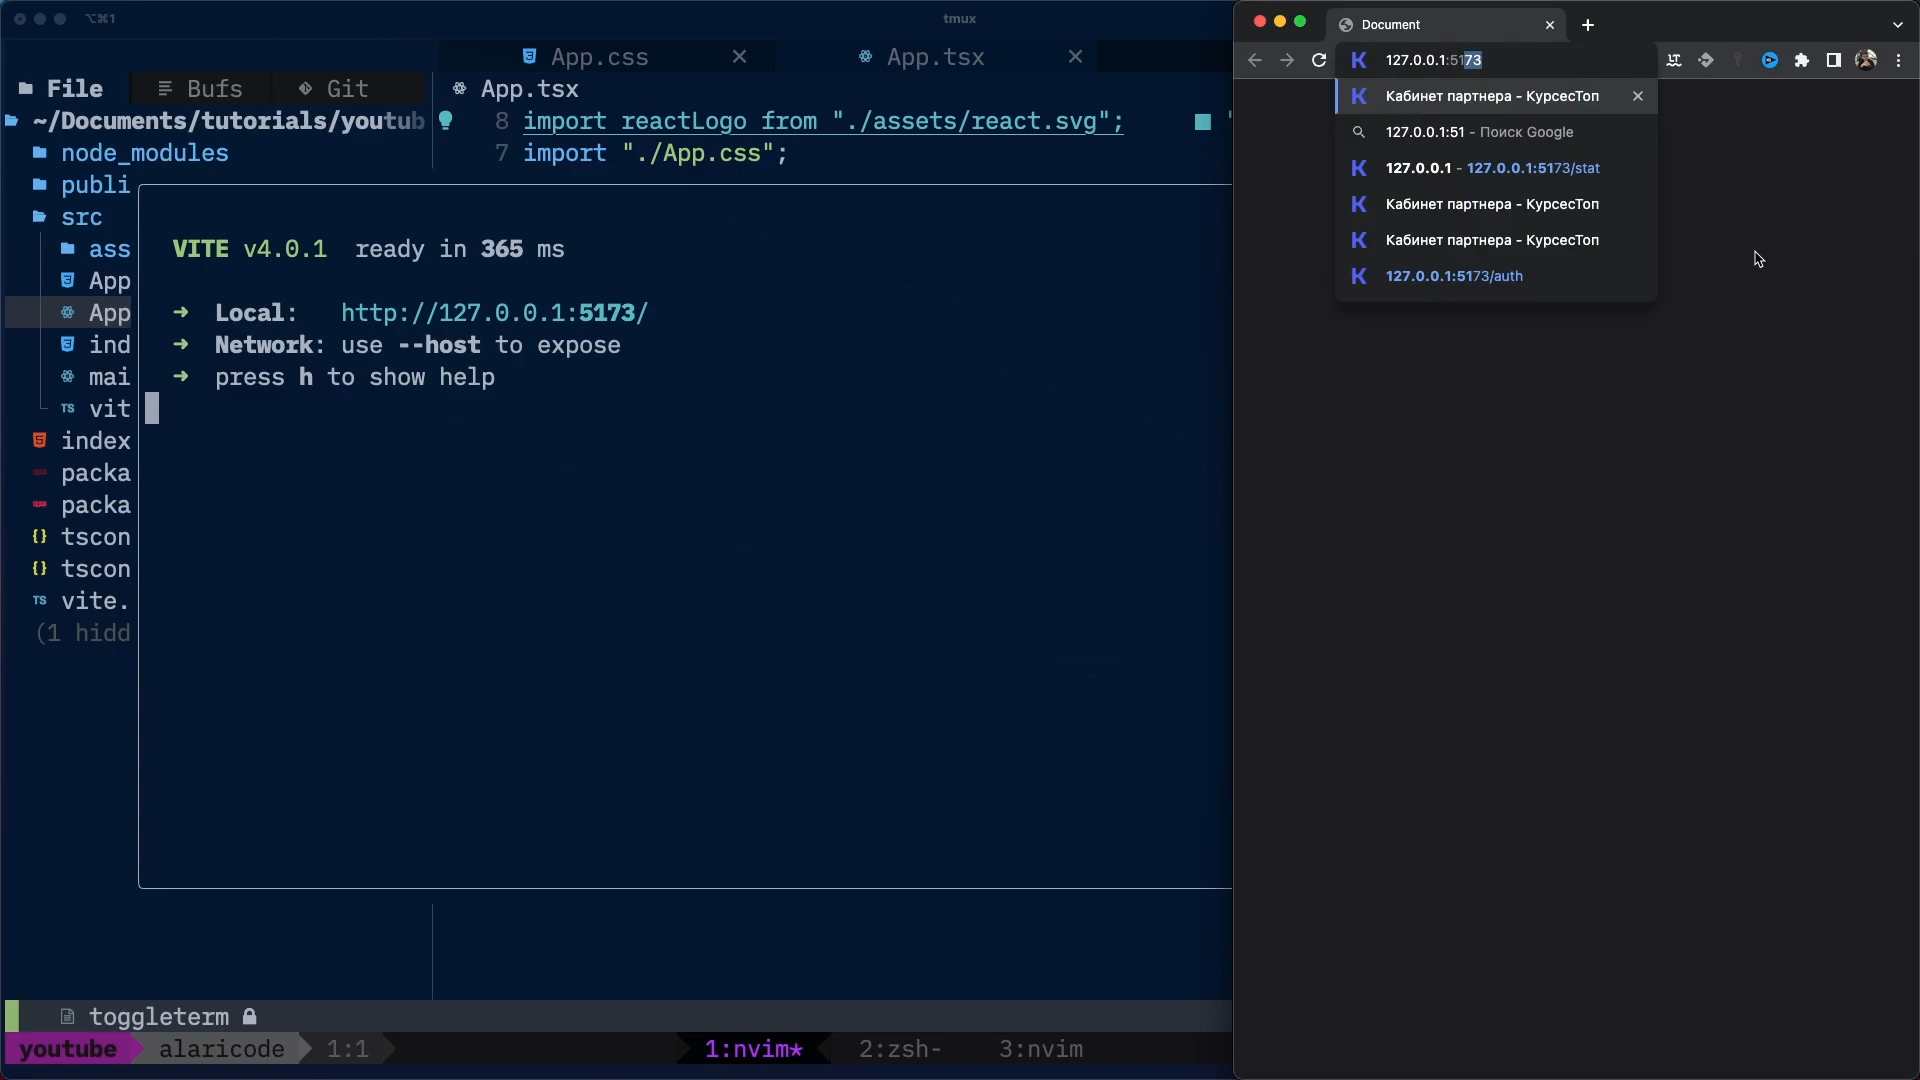 ⌥⌘1
tmux
App.css
App.tsx
File
Bufs
Git
App.tsx
~/Documents/tutorials/youtub
8 import reactLogo from "./assets/react.svg";
node_modules
7 import "./App.css";
publi
src
ass
App
App
ind
mai
TS vit
index
packa
packa
{} tscon
{} tscon
TS vite.
(1 hidd
VITE v4.0.1 ready in 365 ms
➜ Local: http://127.0.0.1:5173/
➜ Network: use --host to expose
➜ press h to show help
toggleterm
youtube alaricode 1:1 1:nvim* 2:zsh- 3:nvim
Document
127.0.0.1:5173
Кабинет партнера - КурсесТоп
127.0.0.1:51 - Поиск Google
127.0.0.1 - 127.0.0.1:5173/stat
Кабинет партнера - КурсесТоп
Кабинет партнера - КурсесТоп
127.0.0.1:5173/auth